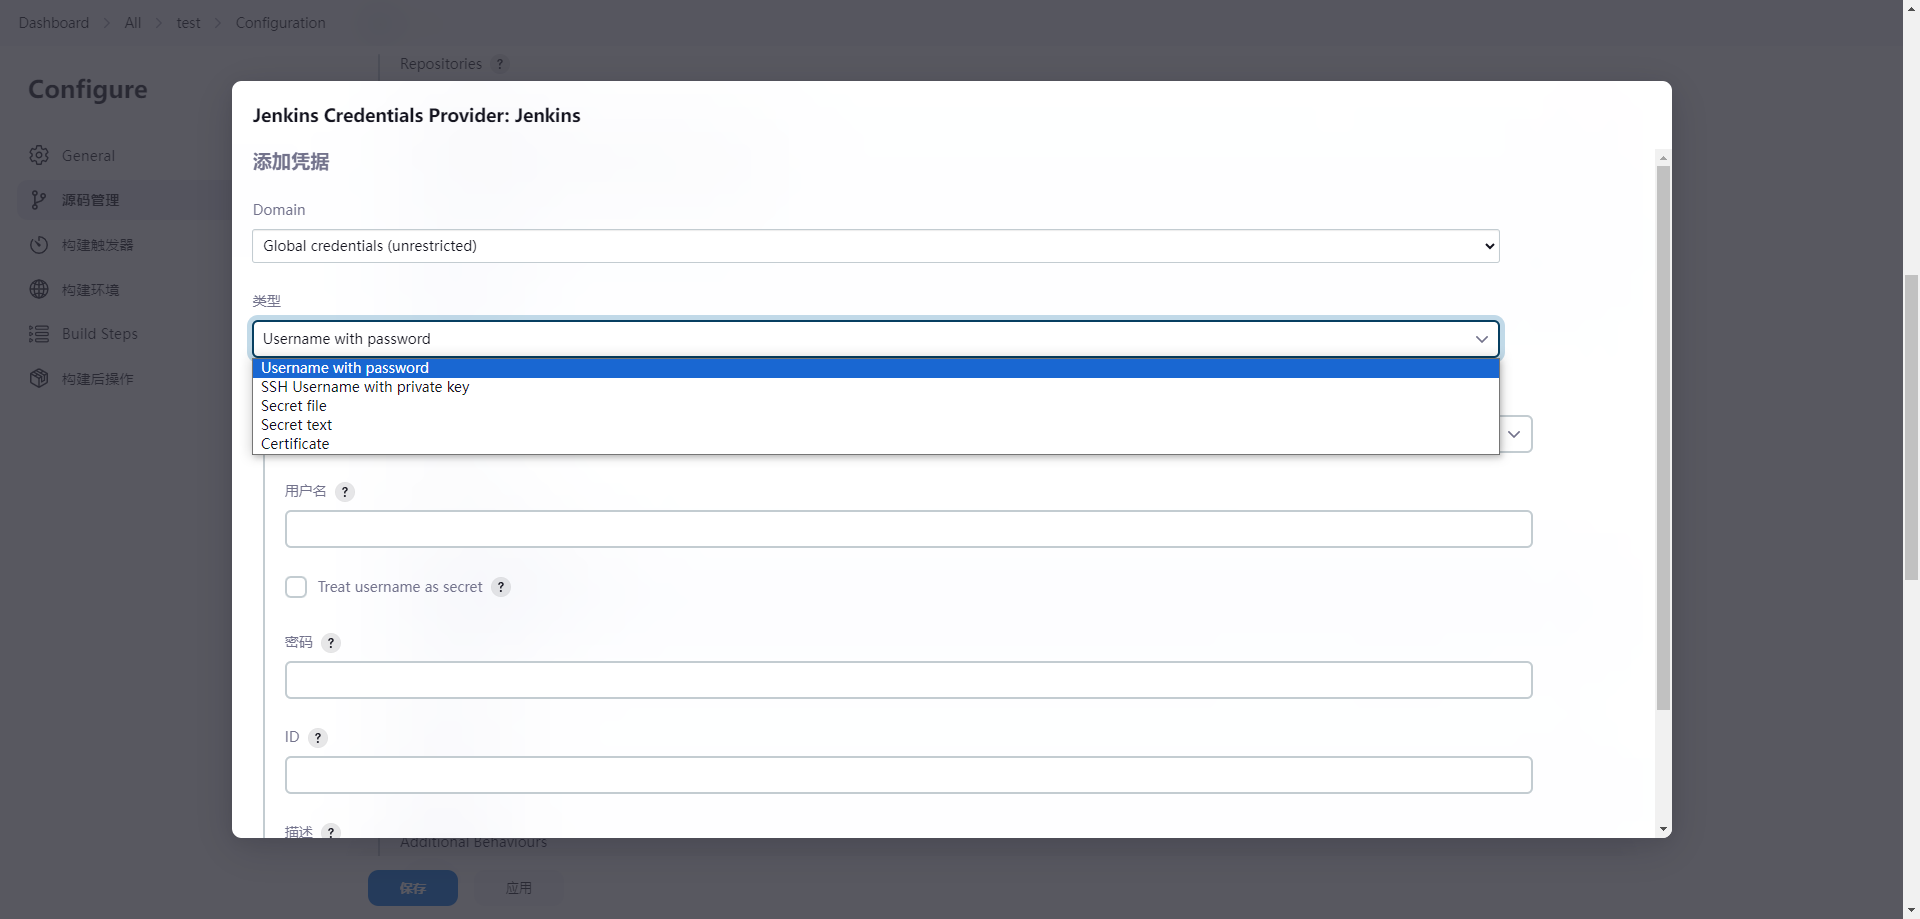 Dashboard
All
test
Configuration
Configure
General
源码管理
构建触发器
构建环境
Build Steps
构建后操作
Repositories ?
Jenkins Credentials Provider: Jenkins
添加凭据
Domain
Global credentials (unrestricted)
类型
Username with password
Username with password
SSH Username with private key
Secret file
Secret text
Certificate
用户名 ?
Treat username as secret ?
密码 ?
ID ?
描述 ?
Additional Behaviours
保存
应用